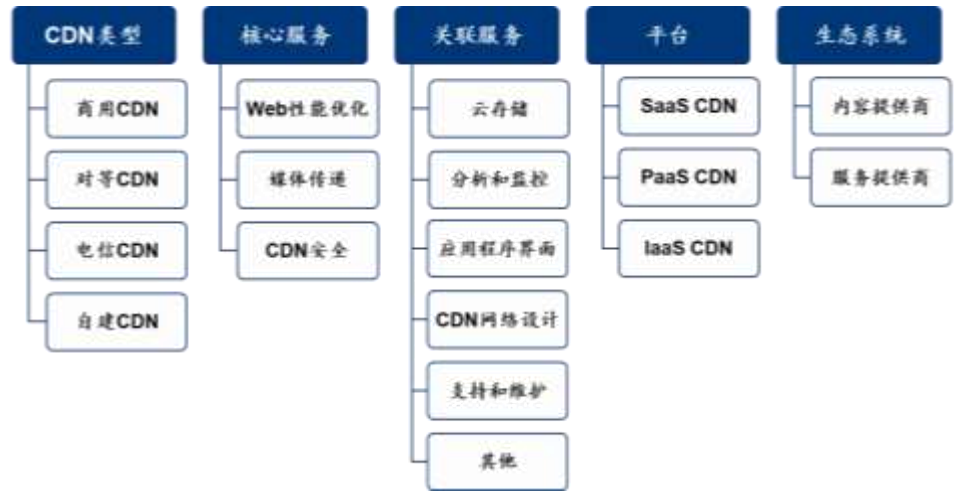 CDN类型
商用CDN
对等CDN
电信CDN
自建CDN
核心服务
Web性能优化
媒体传递
CDN安全
关联服务
云存储
分析和监控
应用程序界面
CDN网络设计
支持和维护
其他
平台
SaaS CDN
PaaS CDN
IaaS CDN
生态系统
内容提供商
服务提供商